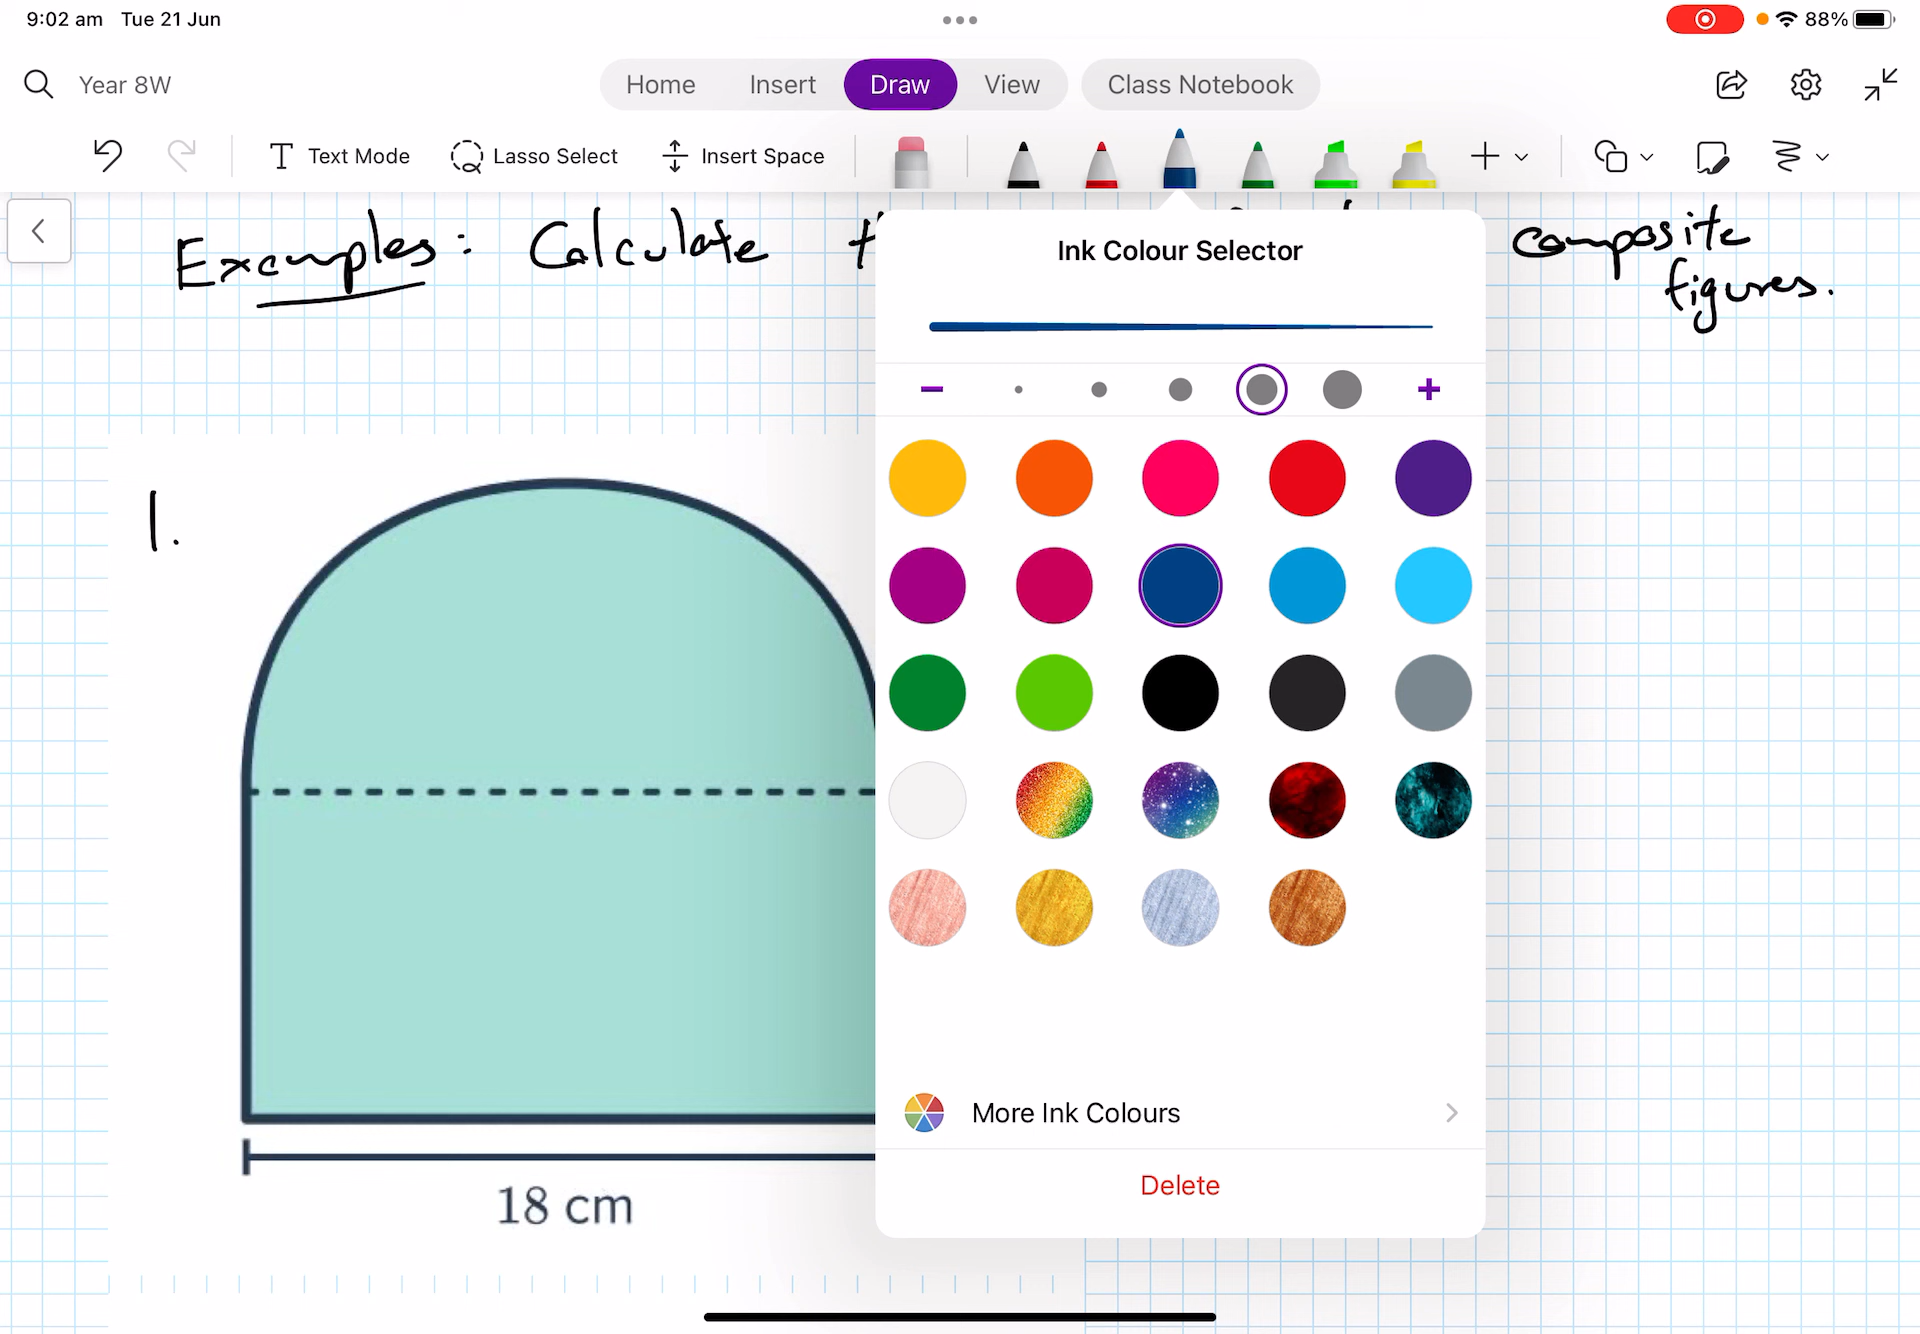 9:02 am Tue 21 Jun
88%
Year 8W
Home Insert Draw View Class Notebook
Text Mode Lasso Select Insert Space
Examples: Calculate composite
figures.
Ink Colour Selector
1.
18 cm
More Ink Colours
Delete